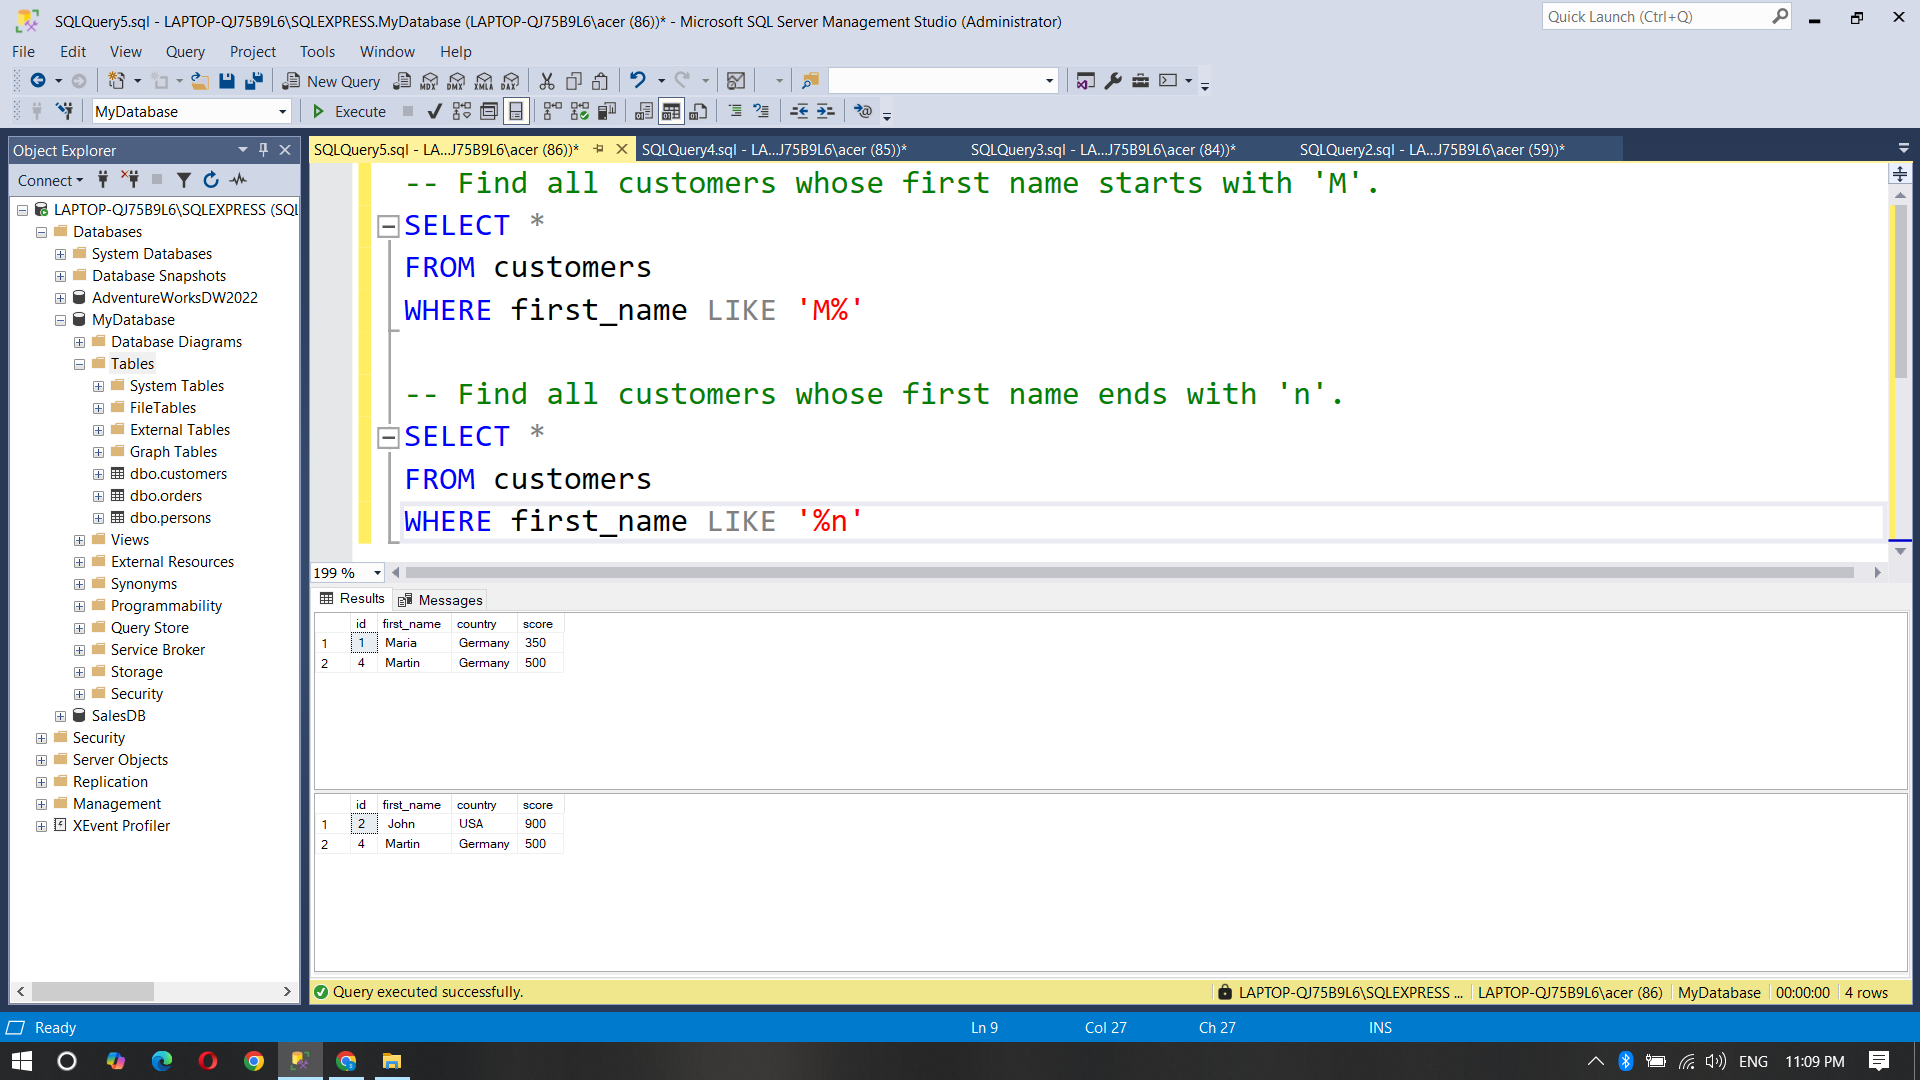 SQLQuery5.sql - LAPTOP-QJ75B9L6\SQLEXPRESS.MyDatabase (LAPTOP-QJ75B9L6\acer (86))* - Microsoft SQL Server Management Studio (Administrator)
Quick Launch (Ctrl+Q)
File Edit View Query Project Tools Window Help
New Query MDX DMX XMLA DAX
MyDatabase Execute
Object Explorer
SQLQuery5.sql - LA...J75B9L6\acer (86))* SQLQuery4.sql - LA...J75B9L6\acer (85))* SQLQuery3.sql - LA...J75B9L6\acer (84))* SQLQuery2.sql - LA...J75B9L6\acer (59))*
Connect
LAPTOP-QJ75B9L6\SQLEXPRESS (SQL
Databases
System Databases
Database Snapshots
AdventureWorksDW2022
MyDatabase
Database Diagrams
Tables
System Tables
FileTables
External Tables
Graph Tables
dbo.customers
dbo.orders
dbo.persons
Views
External Resources
Synonyms
Programmability
Query Store
Service Broker
Storage
Security
SalesDB
Security
Server Objects
Replication
Management
XEvent Profiler
-- Find all customers whose first name starts with 'M'.
SELECT *
FROM customers
WHERE first_name LIKE 'M%'
-- Find all customers whose first name ends with 'n'.
SELECT *
FROM customers
WHERE first_name LIKE '%n'
199 %
Results Messages
id first_name country score
1 1 Maria Germany 350
2 4 Martin Germany 500
id first_name country score
1 2 John USA 900
2 4 Martin Germany 500
Query executed successfully. LAPTOP-QJ75B9L6\SQLEXPRESS ... LAPTOP-QJ75B9L6\acer (86) MyDatabase 00:00:00 4 rows
Ready Ln 9 Col 27 Ch 27 INS
ENG 11:09 PM